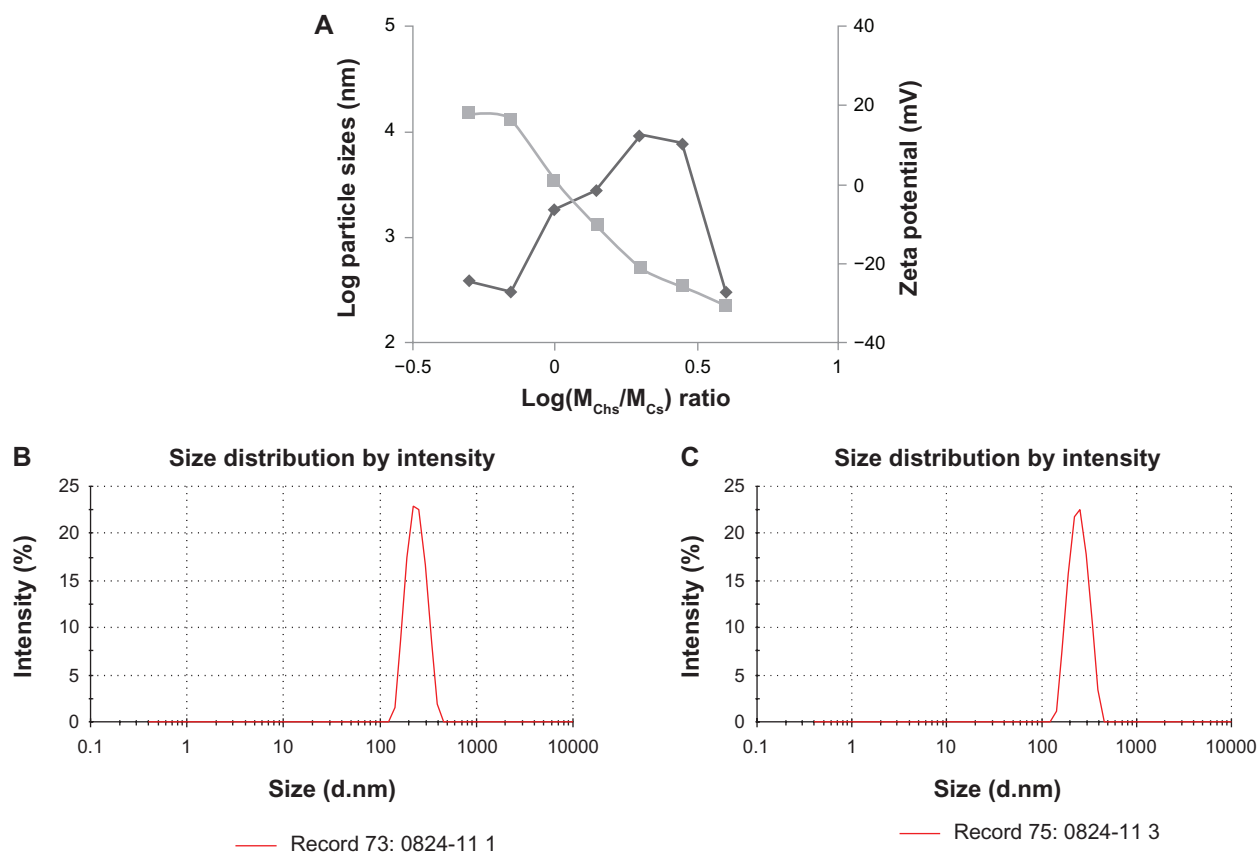 A
Log particle sizes (nm)
5
4
3
2
40
20
0
−20
−40
Zeta potential (mV)
−0.5 0 0.5 1
Log(M_Chs/M_Cs) ratio
B
Size distribution by intensity
Intensity (%)
25
20
15
10
5
0
0.1 1 10 100 1000 10000
Size (d.nm)
Record 73: 0824-11 1
C
Size distribution by intensity
Intensity (%)
25
20
15
10
5
0
0.1 1 10 100 1000 10000
Size (d.nm)
Record 75: 0824-11 3